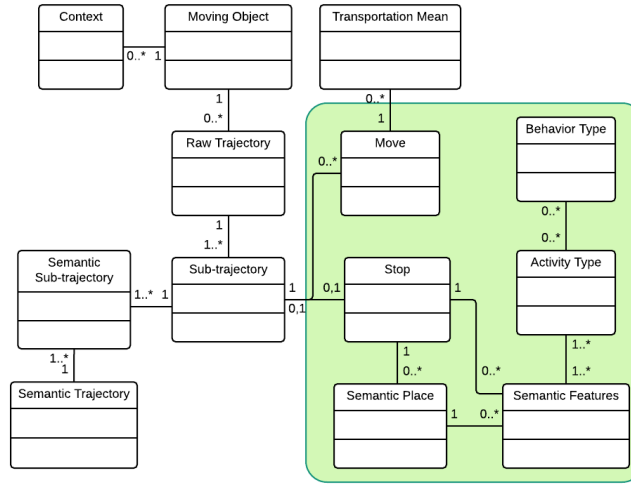 Context
Moving Object
Transportation Mean
0..* 1
1
0..*
0..*
1
Raw Trajectory
Move
Behavior Type
0..*
1
1..*
0..*
0..*
Semantic
Sub-trajectory
Sub-trajectory
Stop
Activity Type
1..* 1
1
0,1
0,1
1
1..*
1
1
0..*
0..*
1..*
1..*
Semantic Trajectory
Semantic Place
Semantic Features
1
0..*